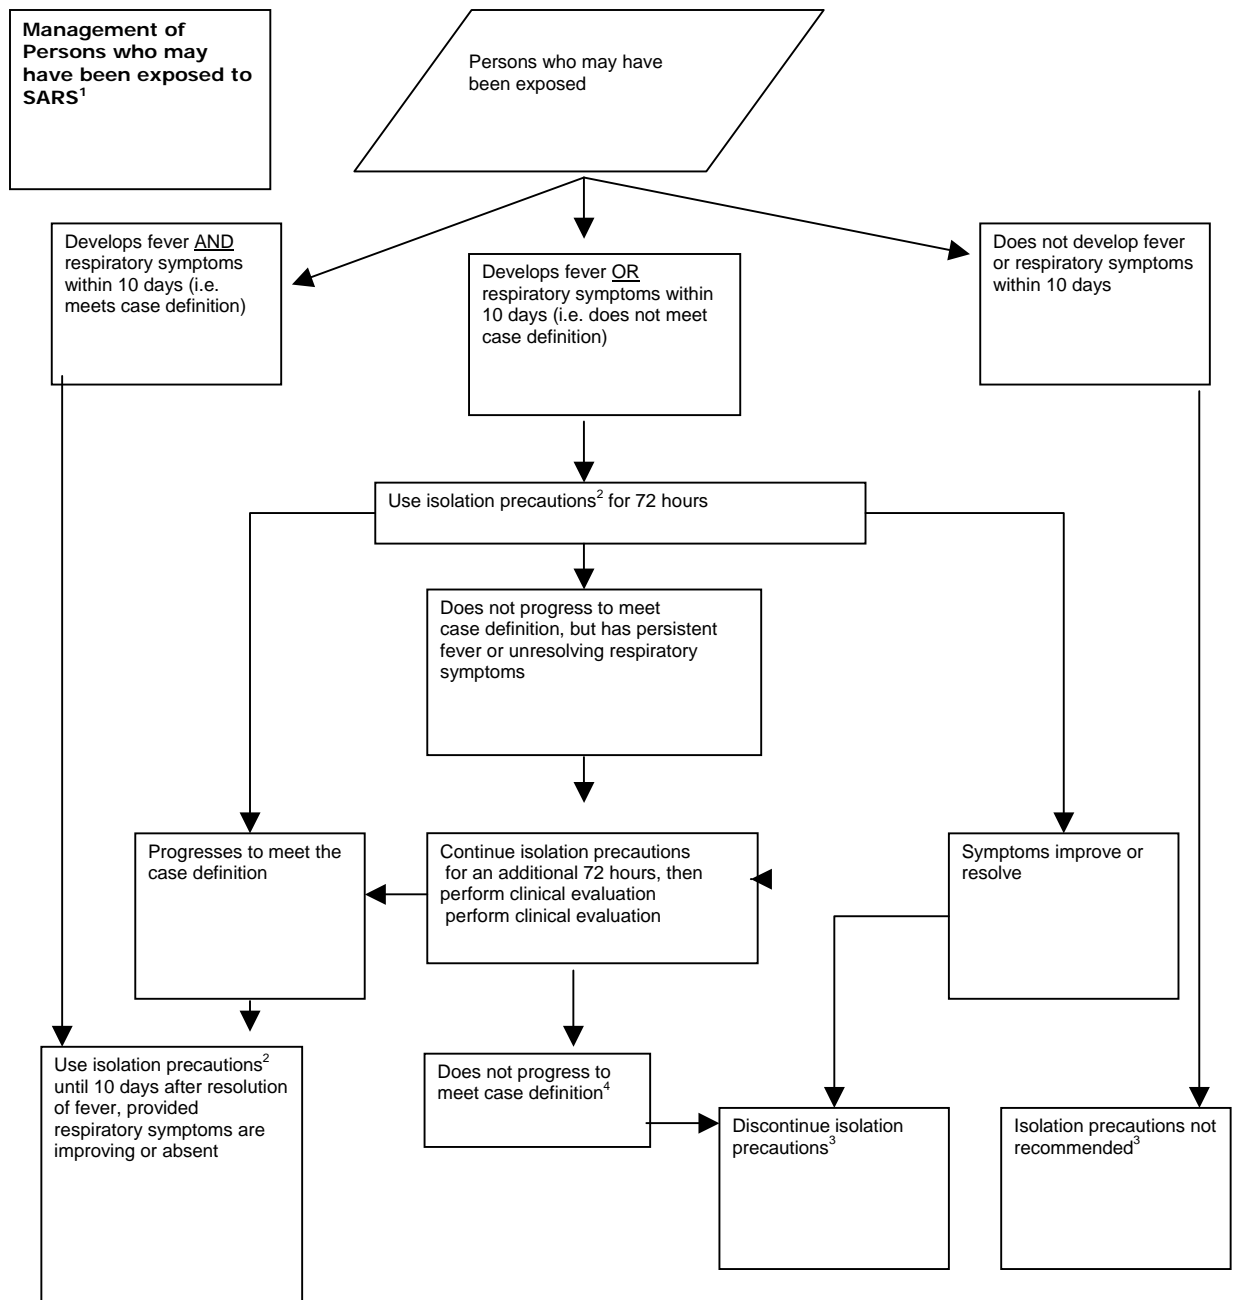 Management of
Persons who may
have been exposed to
SARS¹
Persons who may have
been exposed
Develops fever AND
respiratory symptoms
within 10 days (i.e.
meets case definition)
Develops fever OR
respiratory symptoms within
10 days (i.e. does not meet
case definition)
Does not develop fever
or respiratory symptoms
within 10 days
Use isolation precautions² for 72 hours
Does not progress to meet
case definition, but has persistent
fever or unresolving respiratory
symptoms
Progresses to meet the
case definition
Continue isolation precautions
for an additional 72 hours, then
perform clinical evaluation
perform clinical evaluation
Symptoms improve or
resolve
Use isolation precautions²
until 10 days after resolution
of fever, provided
respiratory symptoms are
improving or absent
Does not progress to
meet case definition⁴
Discontinue isolation
precautions³
Isolation precautions not
recommended³